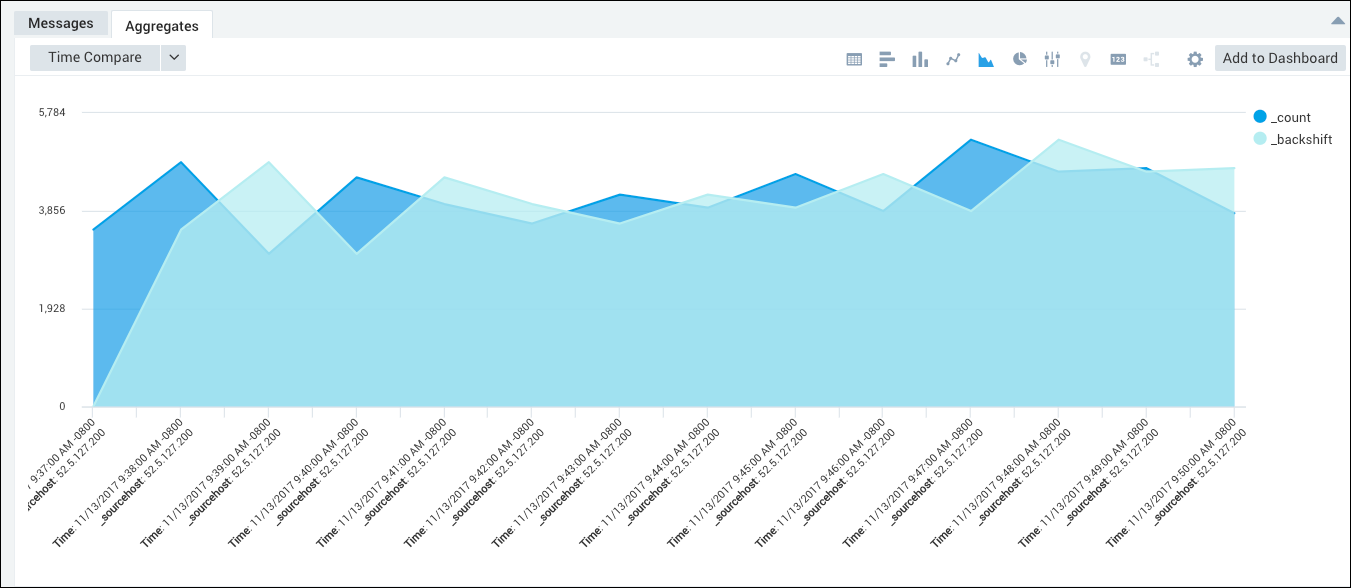 Messages
Aggregates
Time Compare
123
Add to Dashboard
5,784
3,856
1,928
0
_count
_backshift
9:37:00 AM -0800
52.5.127.200
Time: 11/13/2017 9:38:00 AM -0800
_sourcehost: 52.5.127.200
Time: 11/13/2017 9:39:00 AM -0800
_sourcehost: 52.5.127.200
Time: 11/13/2017 9:40:00 AM -0800
_sourcehost: 52.5.127.200
Time: 11/13/2017 9:41:00 AM -0800
_sourcehost: 52.5.127.200
Time: 11/13/2017 9:42:00 AM -0800
_sourcehost: 52.5.127.200
Time: 11/13/2017 9:43:00 AM -0800
_sourcehost: 52.5.127.200
Time: 11/13/2017 9:44:00 AM -0800
_sourcehost: 52.5.127.200
Time: 11/13/2017 9:45:00 AM -0800
_sourcehost: 52.5.127.200
Time: 11/13/2017 9:46:00 AM -0800
_sourcehost: 52.5.127.200
Time: 11/13/2017 9:47:00 AM -0800
_sourcehost: 52.5.127.200
Time: 11/13/2017 9:48:00 AM -0800
_sourcehost: 52.5.127.200
Time: 11/13/2017 9:49:00 AM -0800
_sourcehost: 52.5.127.200
Time: 11/13/2017 9:50:00 AM -0800
_sourcehost: 52.5.127.200